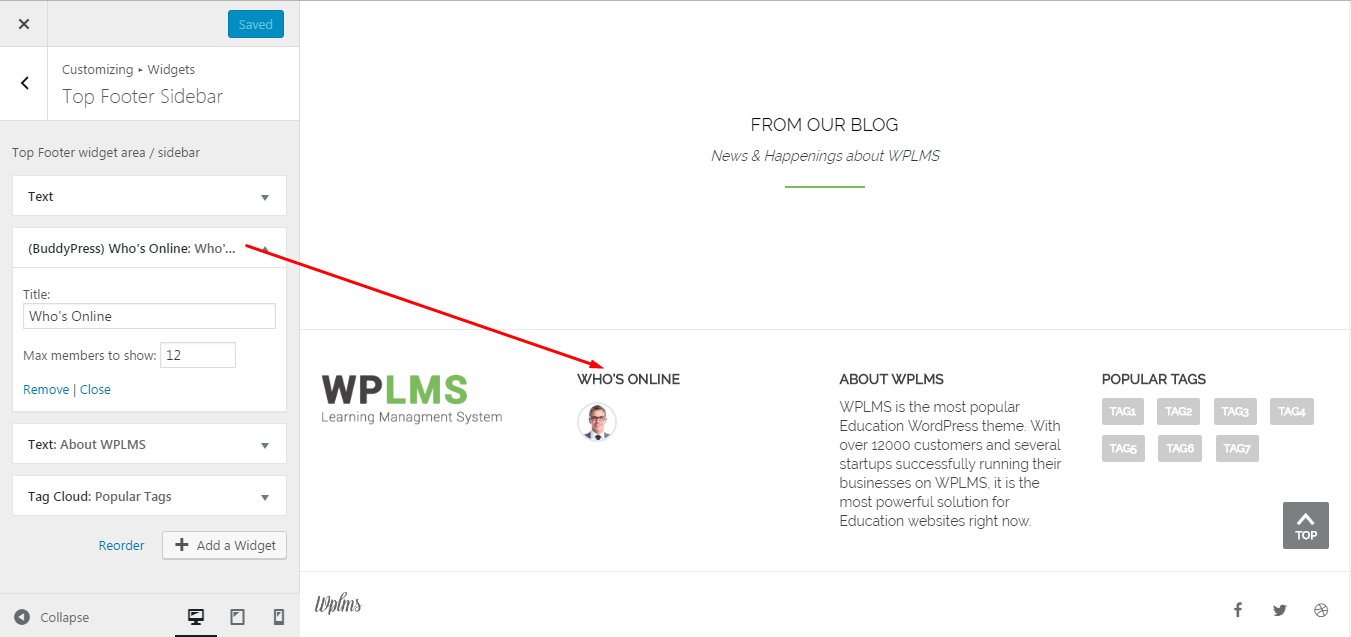 Saved
Customizing ▸ Widgets
Top Footer Sidebar
Top Footer widget area / sidebar
Text
(BuddyPress) Who's Online: Who'...
Title:
Who's Online
Max members to show: 12
Remove | Close
Text: About WPLMS
Tag Cloud: Popular Tags
Reorder
Add a Widget
Collapse
FROM OUR BLOG
News & Happenings about WPLMS
WPLMS
Learning Managment System
WHO'S ONLINE
ABOUT WPLMS
WPLMS is the most popular
Education WordPress theme. With
over 12000 customers and several
startups successfully running their
businesses on WPLMS, it is the
most powerful solution for
Education websites right now.
POPULAR TAGS
TAG1 TAG2 TAG3 TAG4
TAG5 TAG6 TAG7
TOP
Wplms